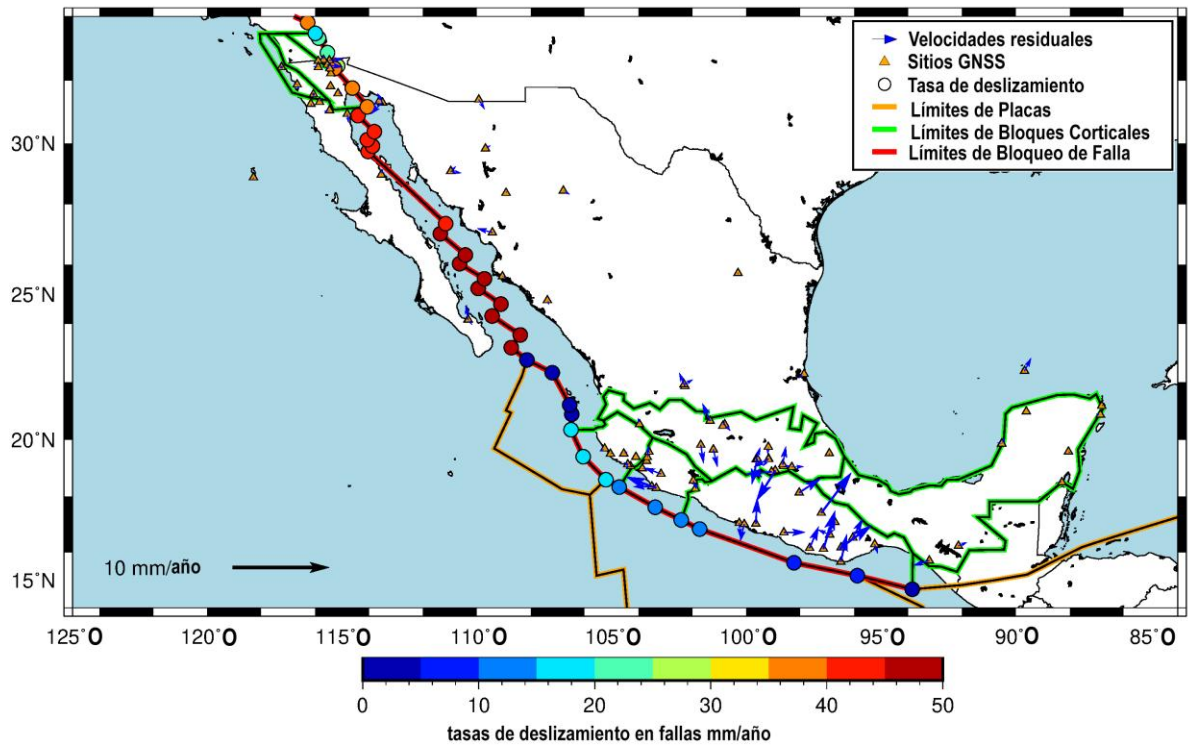 Velocidades residuales
Sitios GNSS
Tasa de deslizamiento
Límites de Placas
Límites de Bloques Corticales
Límites de Bloqueo de Falla
30°N
25°N
20°N
15°N
10 mm/año
125°O 120°O 115°O 110°O 105°O 100°O 95°O 90°O 85°O
0 10 20 30 40 50
tasas de deslizamiento en fallas mm/año